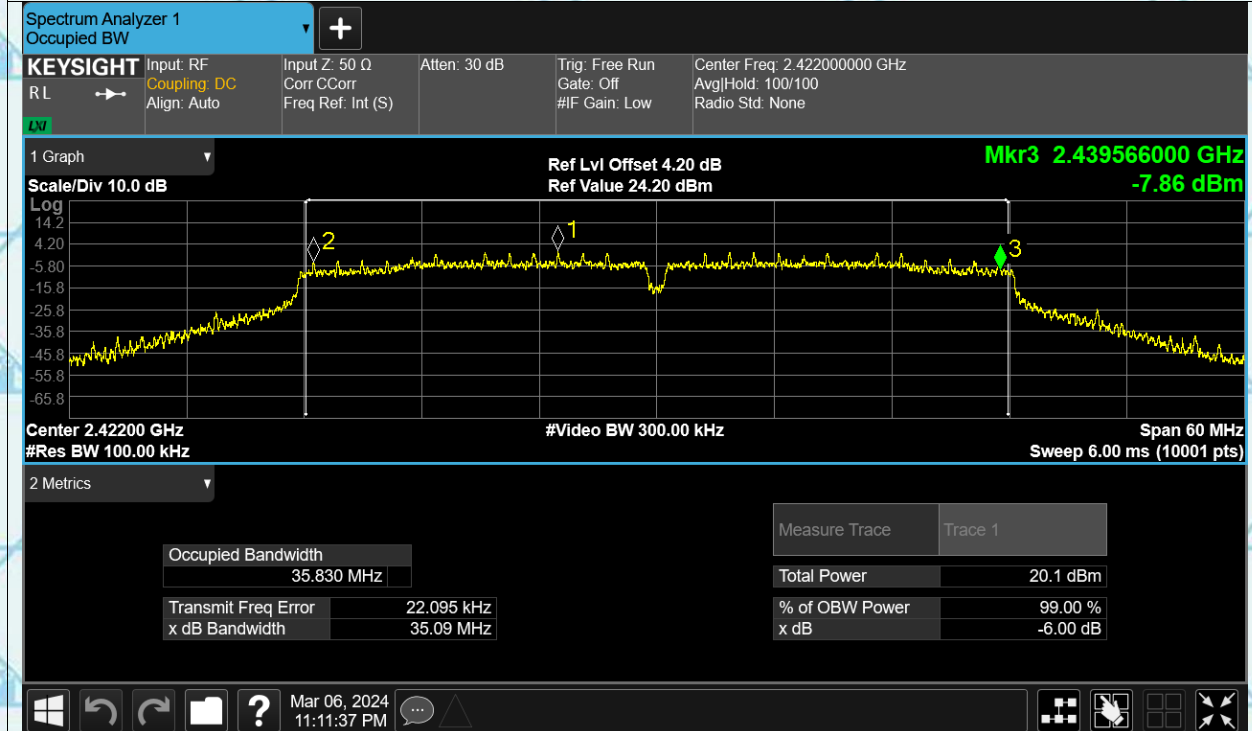 Spectrum Analyzer 1
Occupied BW
KEYSIGHT
R L
LXI
Input: RF
Coupling: DC
Align: Auto
Input Z: 50 Ω
Corr CCorr
Freq Ref: Int (S)
Atten: 30 dB
Trig: Free Run
Gate: Off
#IF Gain: Low
Center Freq: 2.422000000 GHz
Avg|Hold: 100/100
Radio Std: None
1 Graph
Scale/Div 10.0 dB
Ref Lvl Offset 4.20 dB
Ref Value 24.20 dBm
Mkr3 2.439566000 GHz
-7.86 dBm
Log
14.2
4.20
-5.80
-15.8
-25.8
-35.8
-45.8
-55.8
-65.8
2
1
3
Center 2.42200 GHz
#Res BW 100.00 kHz
#Video BW 300.00 kHz
Span 60 MHz
Sweep 6.00 ms (10001 pts)
2 Metrics
Occupied Bandwidth
35.830 MHz
Transmit Freq Error 22.095 kHz
x dB Bandwidth 35.09 MHz
Measure Trace Trace 1
Total Power 20.1 dBm
% of OBW Power 99.00 %
x dB -6.00 dB
?
Mar 06, 2024
11:11:37 PM